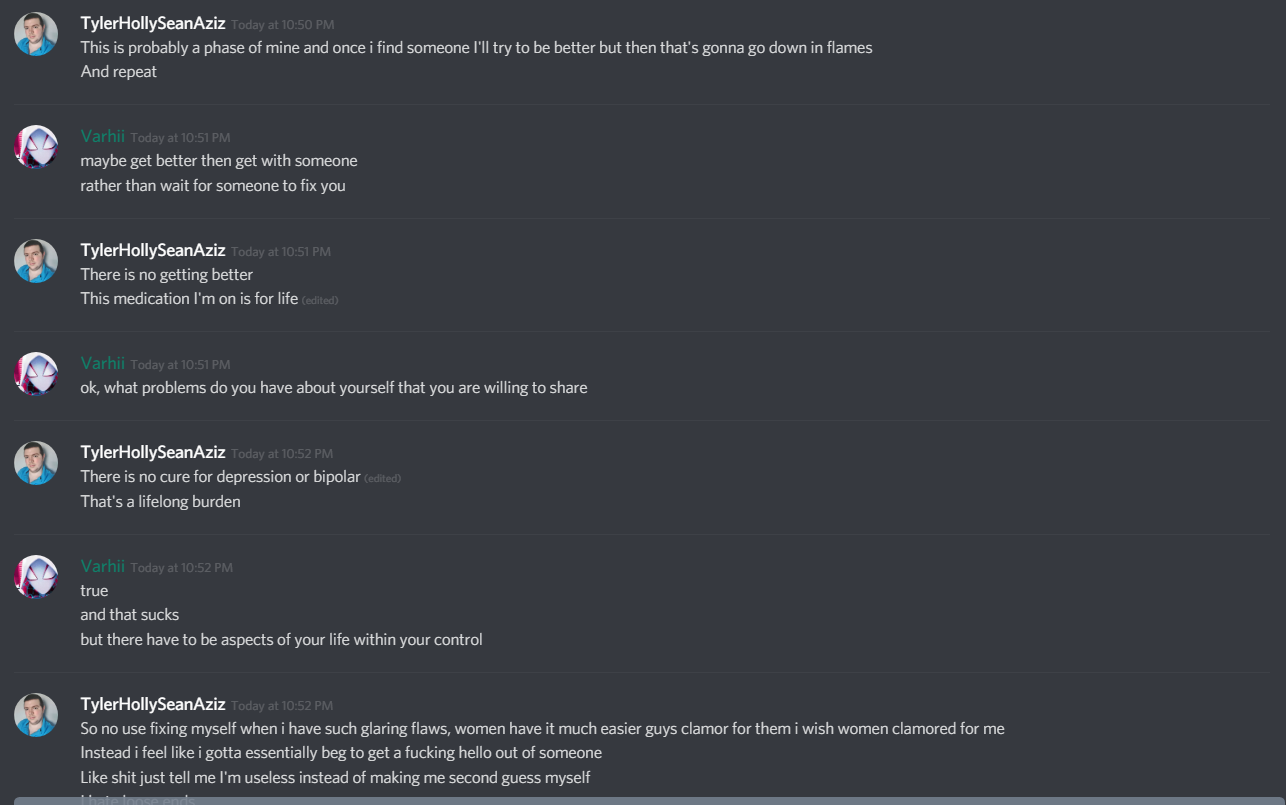 TylerHollySeanAziz Today at 10:50 PM
This is probably a phase of mine and once i find someone I'll try to be better but then that's gonna go down in flames
And repeat
Varhii Today at 10:51 PM
maybe get better then get with someone
rather than wait for someone to fix you
TylerHollySeanAziz Today at 10:51 PM
There is no getting better
This medication I'm on is for life (edited)
Varhii Today at 10:51 PM
ok, what problems do you have about yourself that you are willing to share
TylerHollySeanAziz Today at 10:52 PM
There is no cure for depression or bipolar (edited)
That's a lifelong burden
Varhii Today at 10:52 PM
true
and that sucks
but there have to be aspects of your life within your control
TylerHollySeanAziz Today at 10:52 PM
So no use fixing myself when i have such glaring flaws, women have it much easier guys clamor for them i wish women clamored for me
Instead i feel like i gotta essentially beg to get a fucking hello out of someone
Like shit just tell me I'm useless instead of making me second guess myself
I hate loose ends